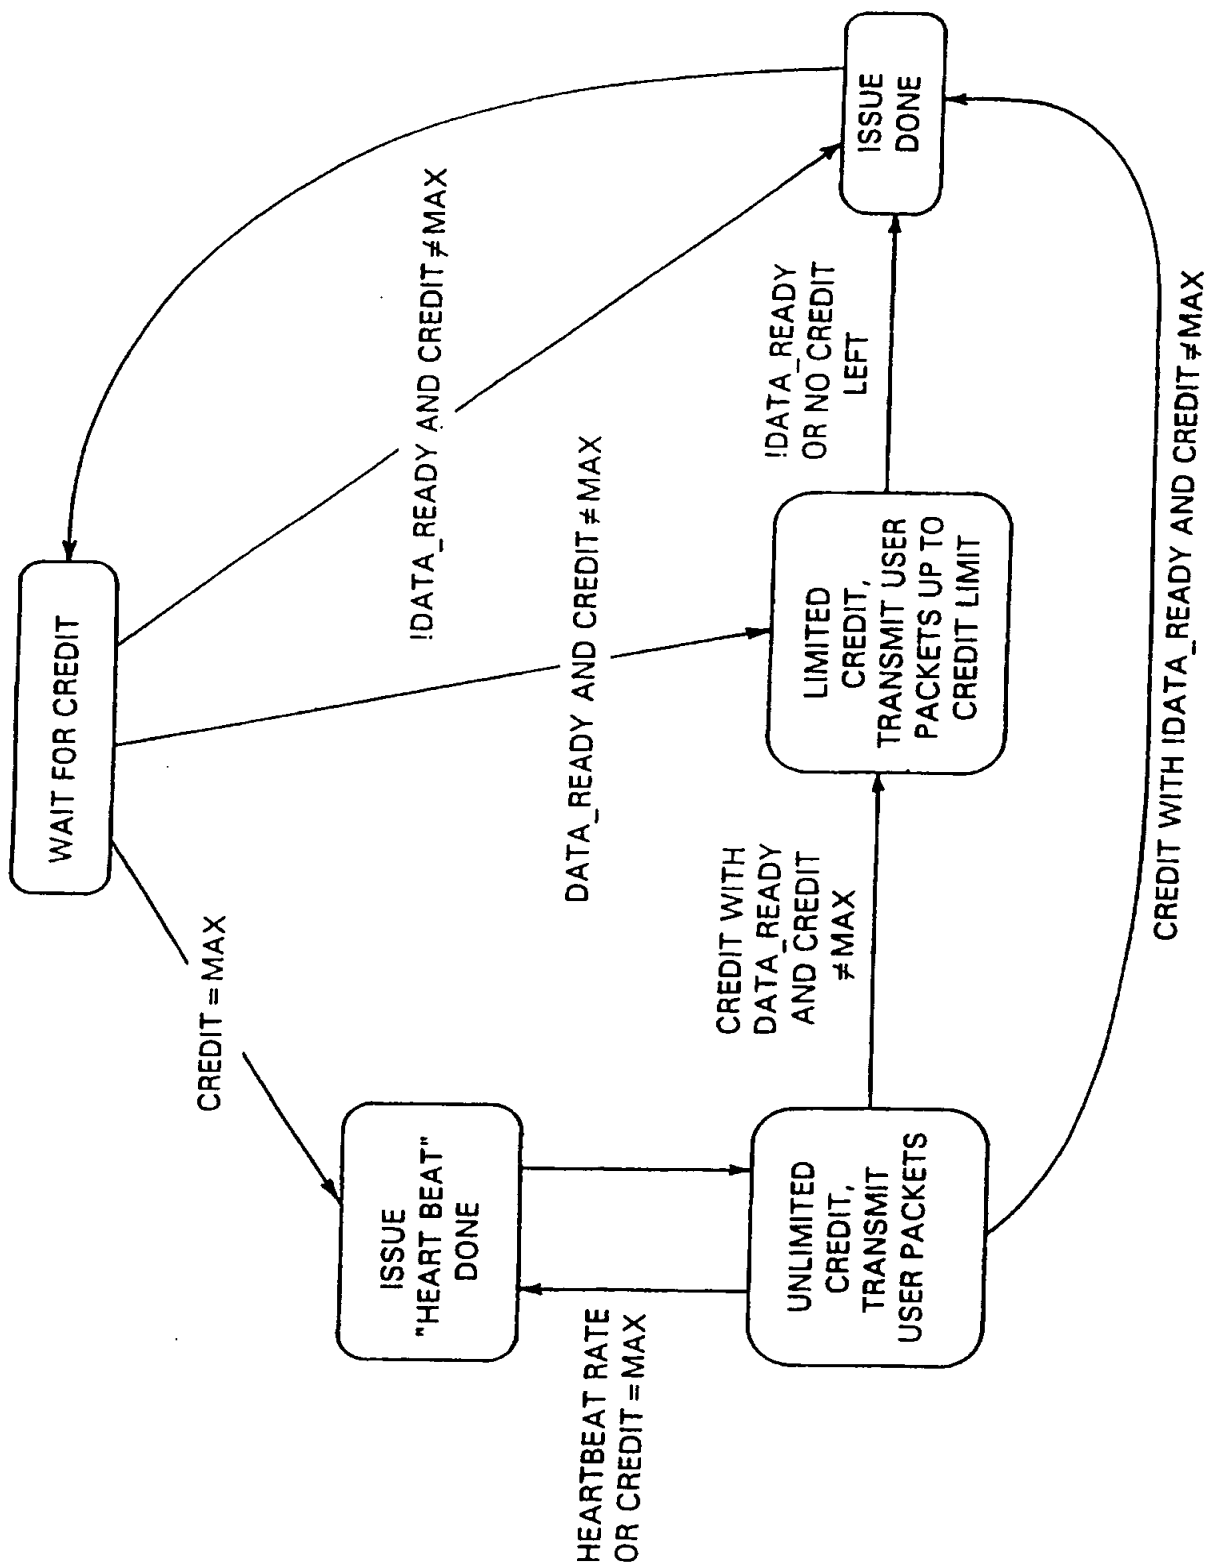 WAIT FOR CREDIT
CREDIT = MAX
!DATA_READY AND CREDIT≠MAX
DATA_READY AND CREDIT≠MAX
ISSUE
"HEART BEAT"
DONE
HEARTBEAT RATE
OR CREDIT = MAX
UNLIMITED
CREDIT,
TRANSMIT
USER PACKETS
CREDIT WITH
DATA_READY
AND CREDIT
≠MAX
LIMITED
CREDIT,
TRANSMIT USER
PACKETS UP TO
CREDIT LIMIT
!DATA_READY
OR NO CREDIT
LEFT
ISSUE
DONE
CREDIT WITH !DATA_READY AND CREDIT≠MAX